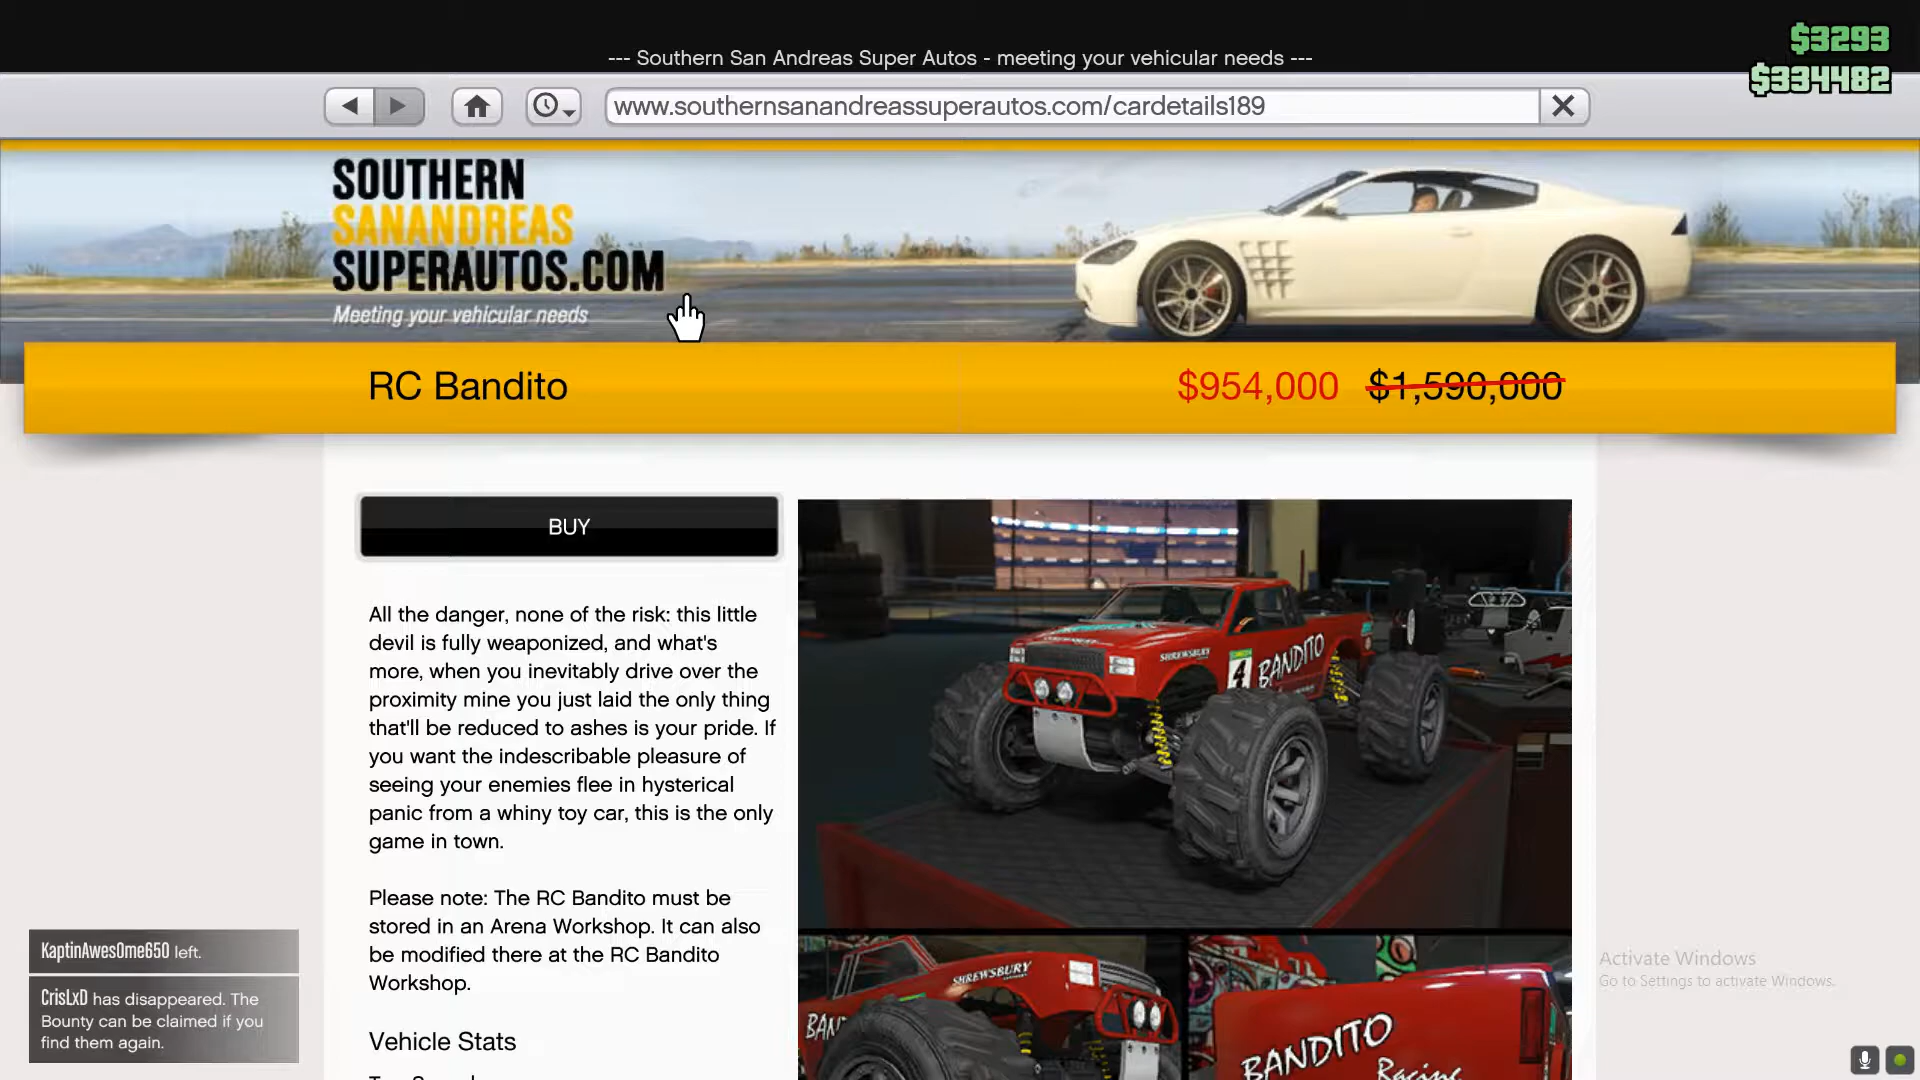 $3293
--- Southern San Andreas Super Autos - meeting your vehicular needs ---
$334482
www.southernsanandreassuperautos.com/cardetails189
SOUTHERN
SANANDREAS
SUPERAUTOS.COM
Meeting your vehicular needs
RC Bandito
$954,000 $1,590,000
BUY
All the danger, none of the risk: this little
devil is fully weaponized, and what's
more, when you inevitably drive over the
proximity mine you just laid the only thing
that'll be reduced to ashes is your pride. If
you want the indescribable pleasure of
seeing your enemies flee in hysterical
panic from a whiny toy car, this is the only
game in town.
Please note: The RC Bandito must be
stored in an Arena Workshop. It can also
be modified there at the RC Bandito
Workshop.
Vehicle Stats
SHREWSBURY
4
BANDITO
SHREWSBURY
BAN
BANDITO
Racing
KaptinAwes0me650 left.
CrisLxD has disappeared. The
Bounty can be claimed if you
find them again.
Activate Windows
Go to Settings to activate Windows.